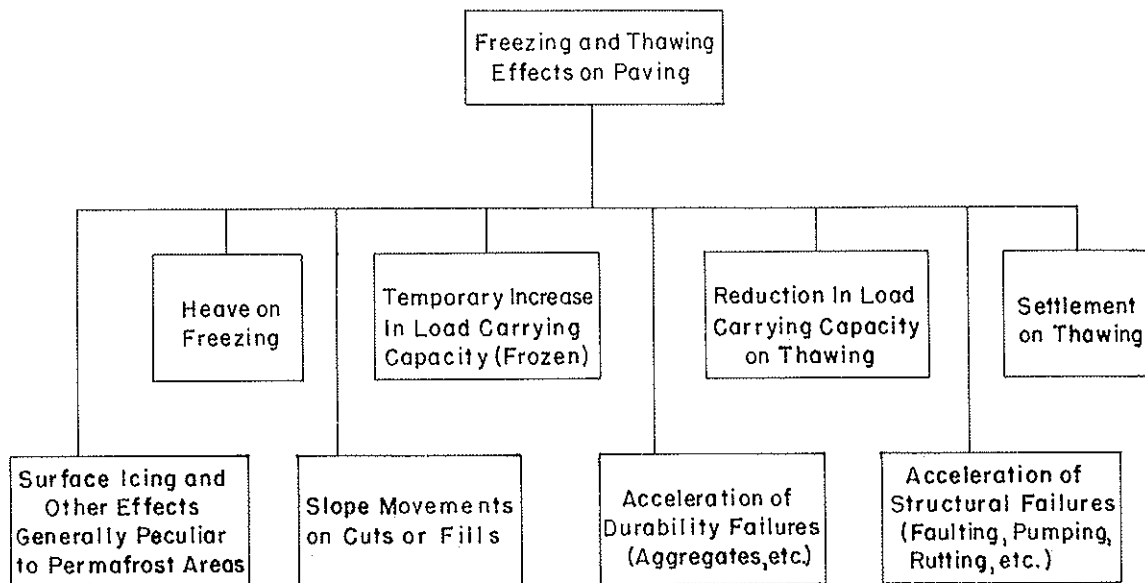 Freezing and Thawing
Effects on Paving
Heave on
Freezing
Temporary Increase
In Load Carrying
Capacity (Frozen)
Reduction In Load
Carrying Capacity
on Thawing
Settlement
on Thawing
Surface Icing and
Other Effects
Generally Peculiar
to Permafrost Areas
Slope Movements
on Cuts or Fills
Acceleration of
Durability Failures
(Aggregates, etc.)
Acceleration of
Structural Failures
(Faulting, Pumping,
Rutting, etc.)